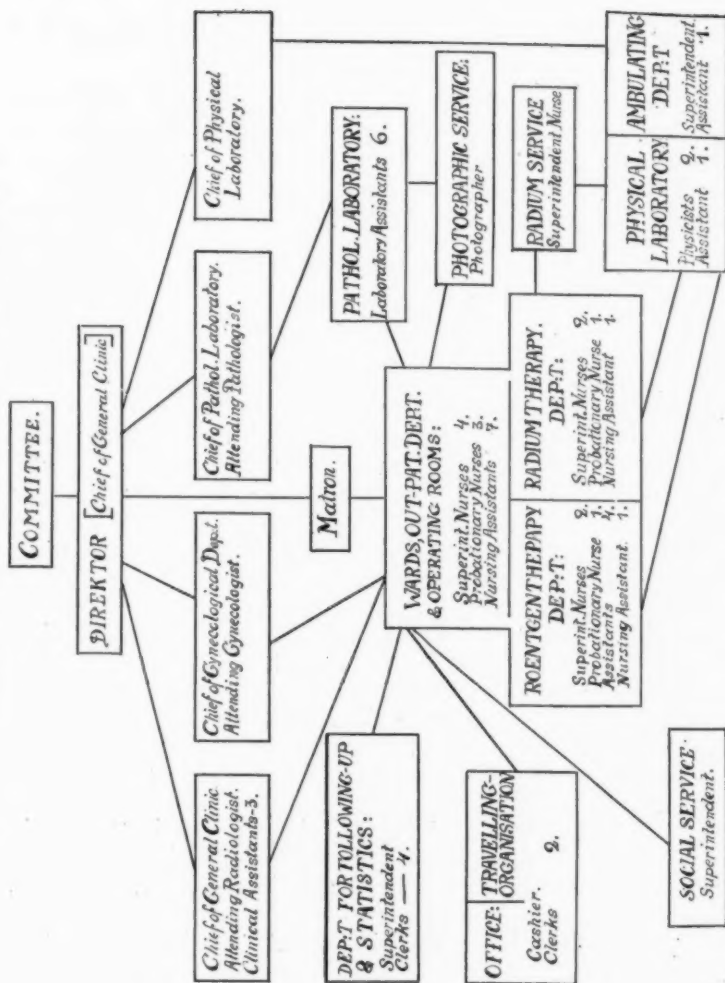 COMMITTEE.
DIREKTOR [Chief of General Clinic]
Chief of General Clinic
Attending Radiologist.
Clinical Assistants-3.
Chief of Gynecological Dep:t.
Attending Gynecologist.
Chief of Pathol. Laboratory.
Attending Pathologist.
Chief of Physical
Laboratory.
Matron.
DEP:T FOR FOLLOWING-UP
& STATISTICS:
Superintendent
Clerks — 4.
WARDS, OUT-PAT. DEPT.
& OPERATING ROOMS:
Superint. Nurses 4.
Probationary Nurses 3.
Nursing Assistants 7.
PATHOL. LABORATORY:
Laboratory Assistants 6.
PHOTOGRAPHIC SERVICE:
Photographer
OFFICE: TRAVELLING-
ORGANISATION
Cashier.
Clerks 2.
ROENTGENTHEPAPY
DEP:T:
Superint. Nurses 2.
Probationary Nurse 1.
Assistants 4.
Nursing Assistant. 1.
RADIUMTHERAPY.
DEP:T:
Superint. Nurses 2.
Probationary Nurse 1.
Nursing Assistant 1.
RADIUM SERVICE
Superintendent Nurse
SOCIAL SERVICE.
Superintendent.
PHYSICAL
LABORATORY
Physicists 2.
Assistant 1.
AMBULATING
DEP:T
Superintendent.
Assistant 1.